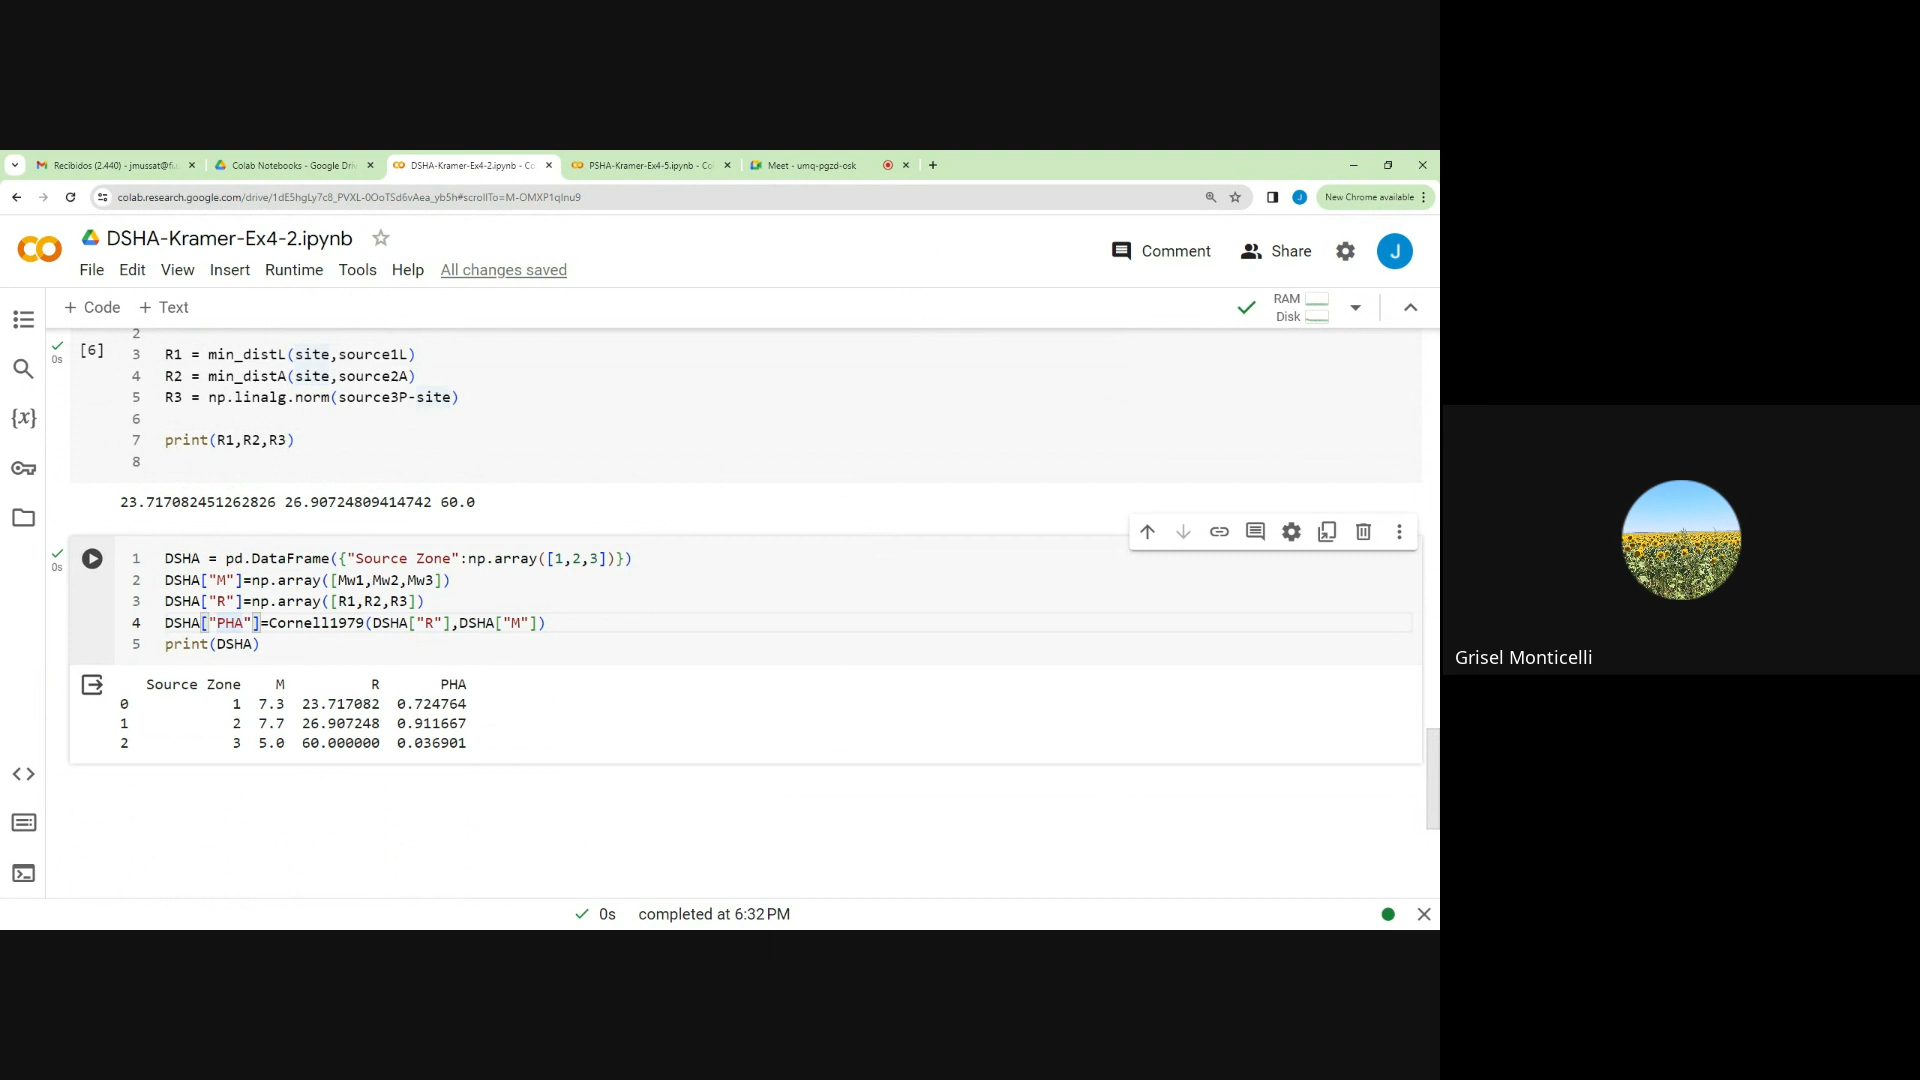 Recibidos (2.440) - jmussat@fi.u
Colab Notebooks - Google Dri
DSHA-Kramer-Ex4-2.ipynb - Co
PSHA-Kramer-Ex4-5.ipynb - Col
Meet - umq-pgzd-osk
colab.research.google.com/drive/1dE5hgLy7c8_PVXL-0OoTSd6vAea_yb5h#scrollTo=M-OMXP1qlnu9
New Chrome available
DSHA-Kramer-Ex4-2.ipynb
File Edit View Insert Runtime Tools Help All changes saved
Comment
Share
J
+ Code + Text
RAM
Disk
[6]
0s
2
3 R1 = min_distL(site,source1L)
4 R2 = min_distA(site,source2A)
5 R3 = np.linalg.norm(source3P-site)
6
7 print(R1,R2,R3)
8
23.717082451262826 26.90724809414742 60.0
0s
1 DSHA = pd.DataFrame({"Source Zone":np.array([1,2,3])})
2 DSHA["M"]=np.array([Mw1,Mw2,Mw3])
3 DSHA["R"]=np.array([R1,R2,R3])
4 DSHA["PHA"]=Cornell1979(DSHA["R"],DSHA["M"])
5 print(DSHA)
Source Zone M R PHA
0 1 7.3 23.717082 0.724764
1 2 7.7 26.907248 0.911667
2 3 5.0 60.000000 0.036901
0s completed at 6:32 PM
Grisel Monticelli